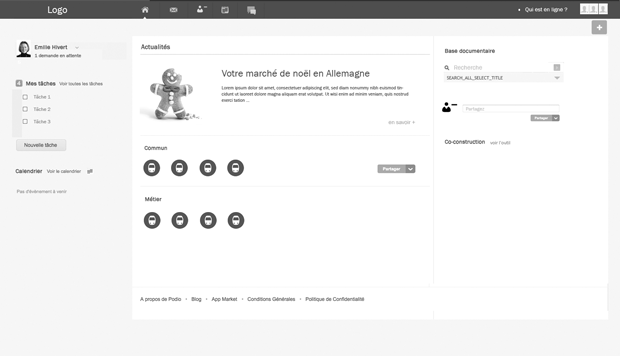 Logo
Qui est en ligne ?
Emilie Hivert
1 demande en attente
4 Mes tâches Voir toutes les tâches
Tâche 1
Tâche 2
Tâche 3
Nouvelle tâche
Calendrier Voir le calendrier
Pas d'évènement à venir
Actualités
Votre marché de noël en Allemagne
Lorem ipsum dolor sit amet, consectetuer adipiscing elit, sed diam nonummy nibh euismod tin-
cidunt ut laoreet dolore magna aliquam erat volutpat. Ut wisi enim ad minim veniam, quis nostrud
exerci tation ...
en savoir +
Commun
Partager
Métier
Base documentaire
Recherche
SEARCH_ALL_SELECT_TITLE
Partagez
Partager
Co-construction voir l'outil
A propos de Podio • Blog • App Market • Conditions Générales • Politique de Confidentialité